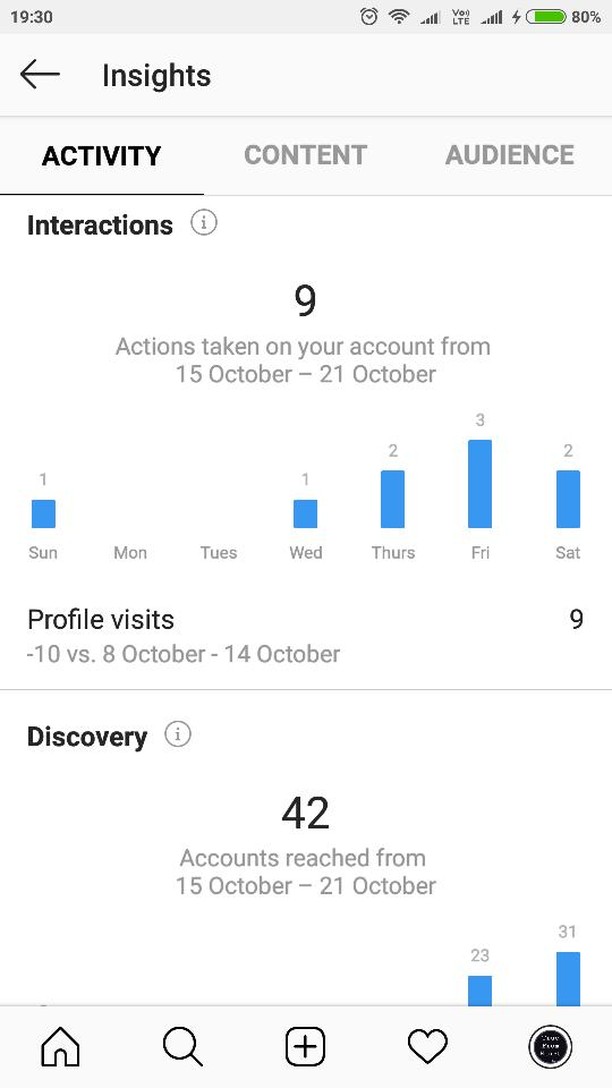 19:30
Vo))
LTE
80%
Insights
ACTIVITY
CONTENT
AUDIENCE
Interactions
9
Actions taken on your account from
15 October – 21 October
1
1
2
3
2
Sun
Mon
Tues
Wed
Thurs
Fri
Sat
Profile visits
9
-10 vs. 8 October - 14 October
Discovery
42
Accounts reached from
15 October – 21 October
23
31